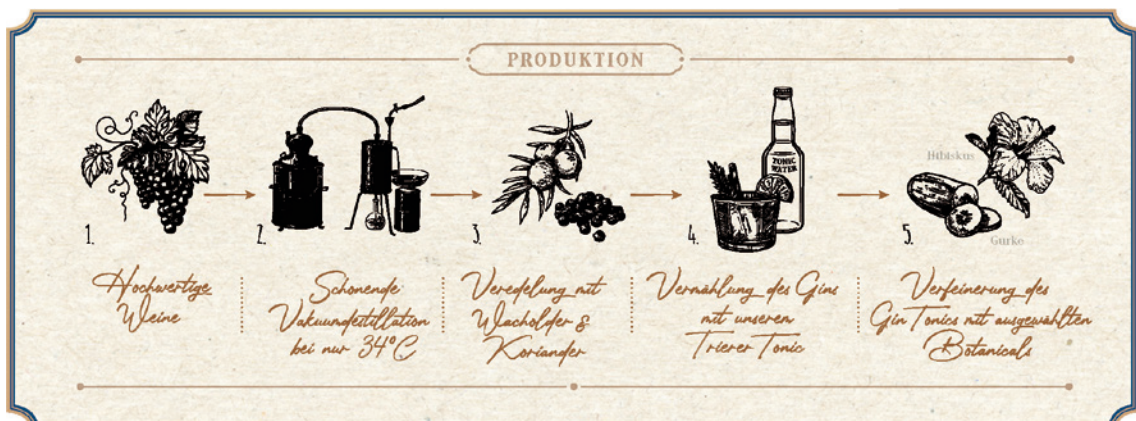 PRODUKTION
TONIC
WATER
Hibiskus
Gurke
1.
2.
3.
4.
5.
Hochwertige
Weine
Schonende
Vakuumdestillation
bei nur 34°C
Veredelung mit
Wacholder &
Koriander
Vermählung des Gins
mit unserem
Trierer Tonic
Verfeinerung des
Gin Tonics mit ausgewählten
Botanicals